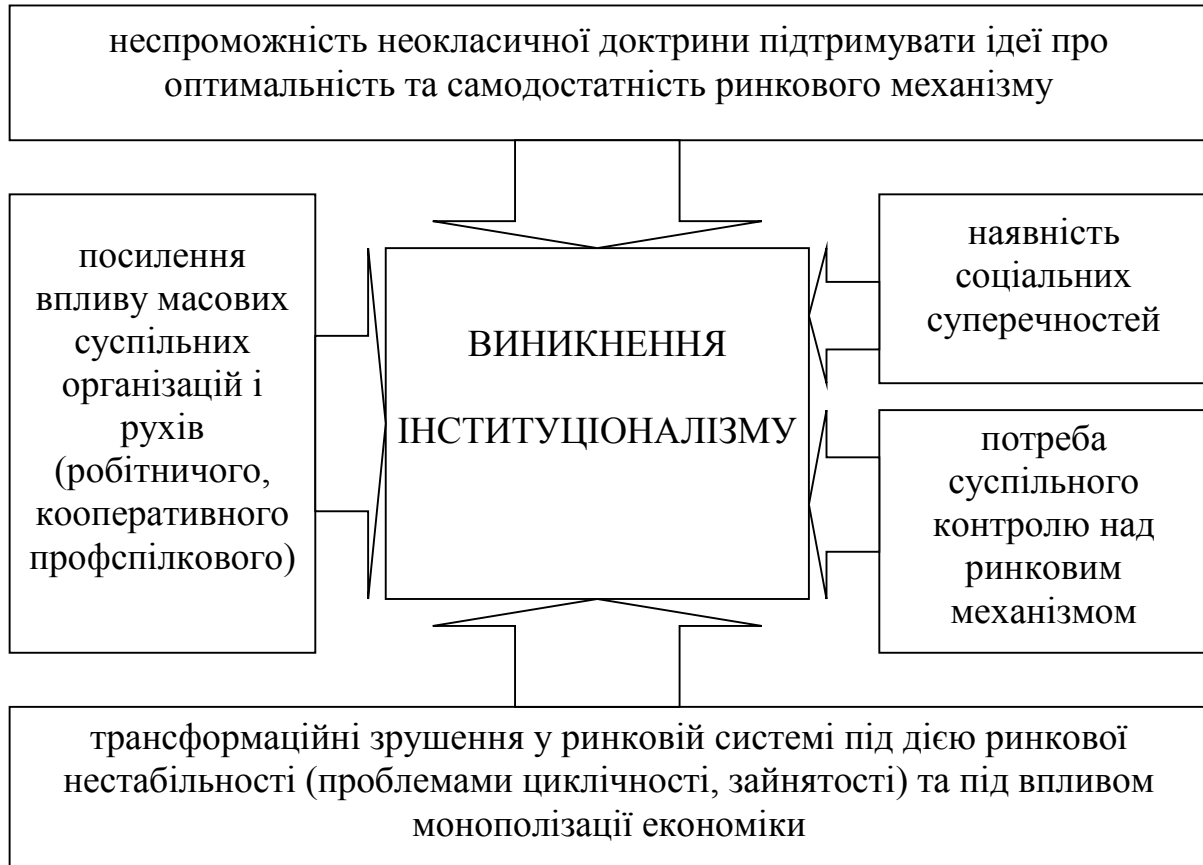 неспроможність неокласичної доктрини підтримувати ідеї про
оптимальність та самодостатність ринкового механізму
посилення
впливу масових
суспільних
організацій і
рухів
(робітничого,
кооперативного
профспілкового)
ВИНИКНЕННЯ
ІНСТИТУЦІОНАЛІЗМУ
наявність
соціальних
суперечностей
потреба
суспільного
контролю над
ринковим
механізмом
трансформаційні зрушення у ринковій системі під дією ринкової
нестабільності (проблемами циклічності, зайнятості) та під впливом
монополізації економіки